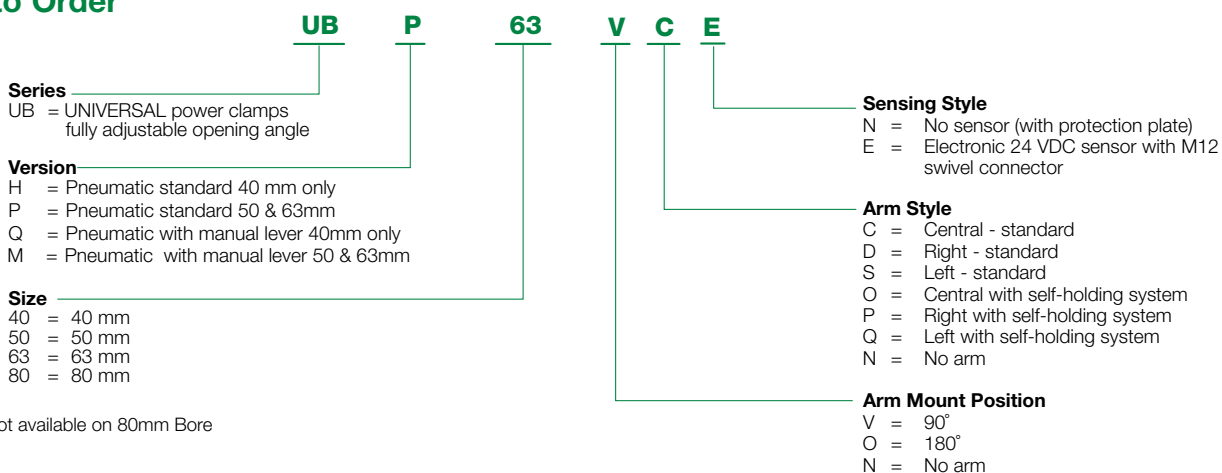 to Order
UB P 63 V C E
Series
UB = UNIVERSAL power clamps
fully adjustable opening angle
Version
H = Pneumatic standard 40 mm only
P = Pneumatic standard 50 & 63mm
Q = Pneumatic with manual lever 40mm only
M = Pneumatic with manual lever 50 & 63mm
Size
40 = 40 mm
50 = 50 mm
63 = 63 mm
80 = 80 mm
available on 80mm Bore
Sensing Style
N = No sensor (with protection plate)
E = Electronic 24 VDC sensor with M12
swivel connector
Arm Style
C = Central - standard
D = Right - standard
S = Left - standard
O = Central with self-holding system
P = Right with self-holding system
Q = Left with self-holding system
N = No arm
Arm Mount Position
V = 90˚
O = 180˚
N = No arm